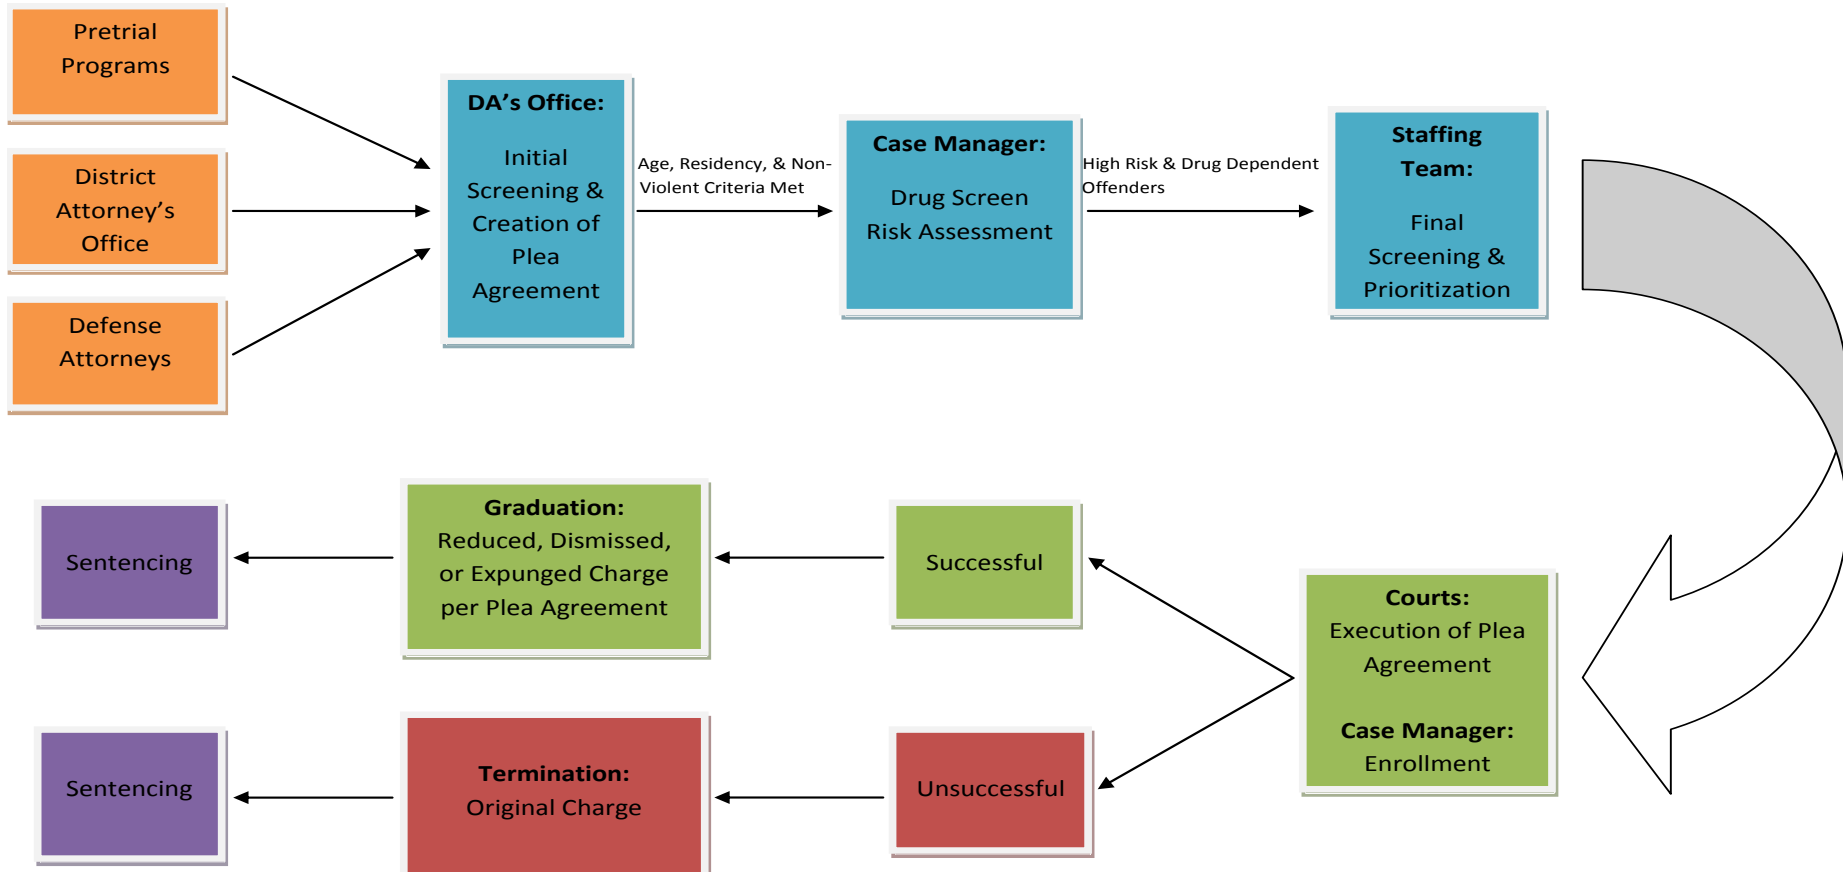 Pretrial
Programs
District
Attorney’s
Office
Defense
Attorneys
DA’s Office:
Initial
Screening &
Creation of
Plea
Agreement
Age, Residency, & Non-
Violent Criteria Met
Case Manager:
Drug Screen
Risk Assessment
High Risk & Drug Dependent
Offenders
Staffing
Team:
Final
Screening &
Prioritization
Courts:
Execution of Plea
Agreement
Case Manager:
Enrollment
Successful
Graduation:
Reduced, Dismissed,
or Expunged Charge
per Plea Agreement
Sentencing
Unsuccessful
Termination:
Original Charge
Sentencing